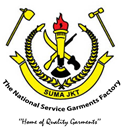 SUMA JKT
The National Service Garments Factory
"Home of Quality Garments"